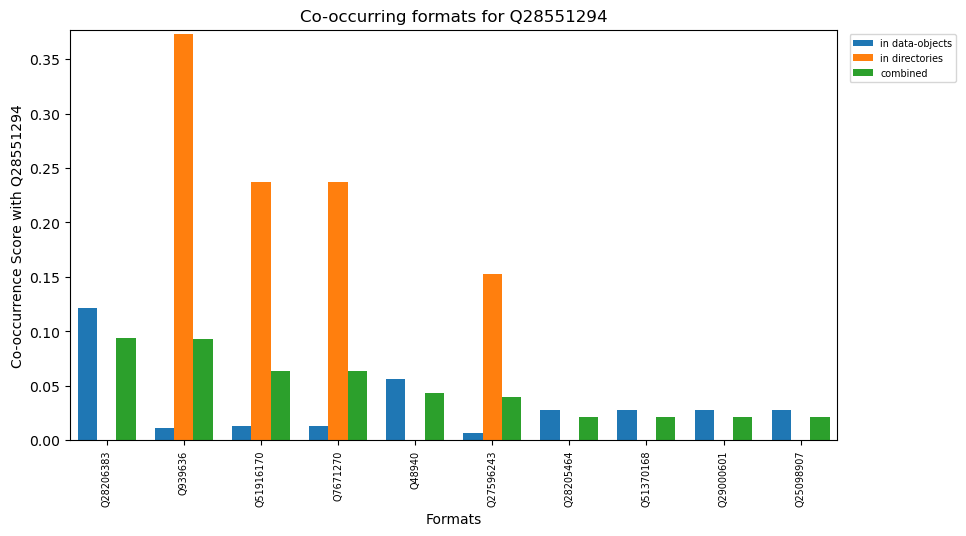 Co-occurring formats for Q28551294
in data-objects
in directories
combined
Co-occurrence Score with Q28551294
0.35
0.30
0.25
0.20
0.15
0.10
0.05
0.00
Q28206383
Q939636
Q51916170
Q7671270
Q48940
Q27596243
Q28205464
Q51370168
Q29000601
Q25098907
Formats